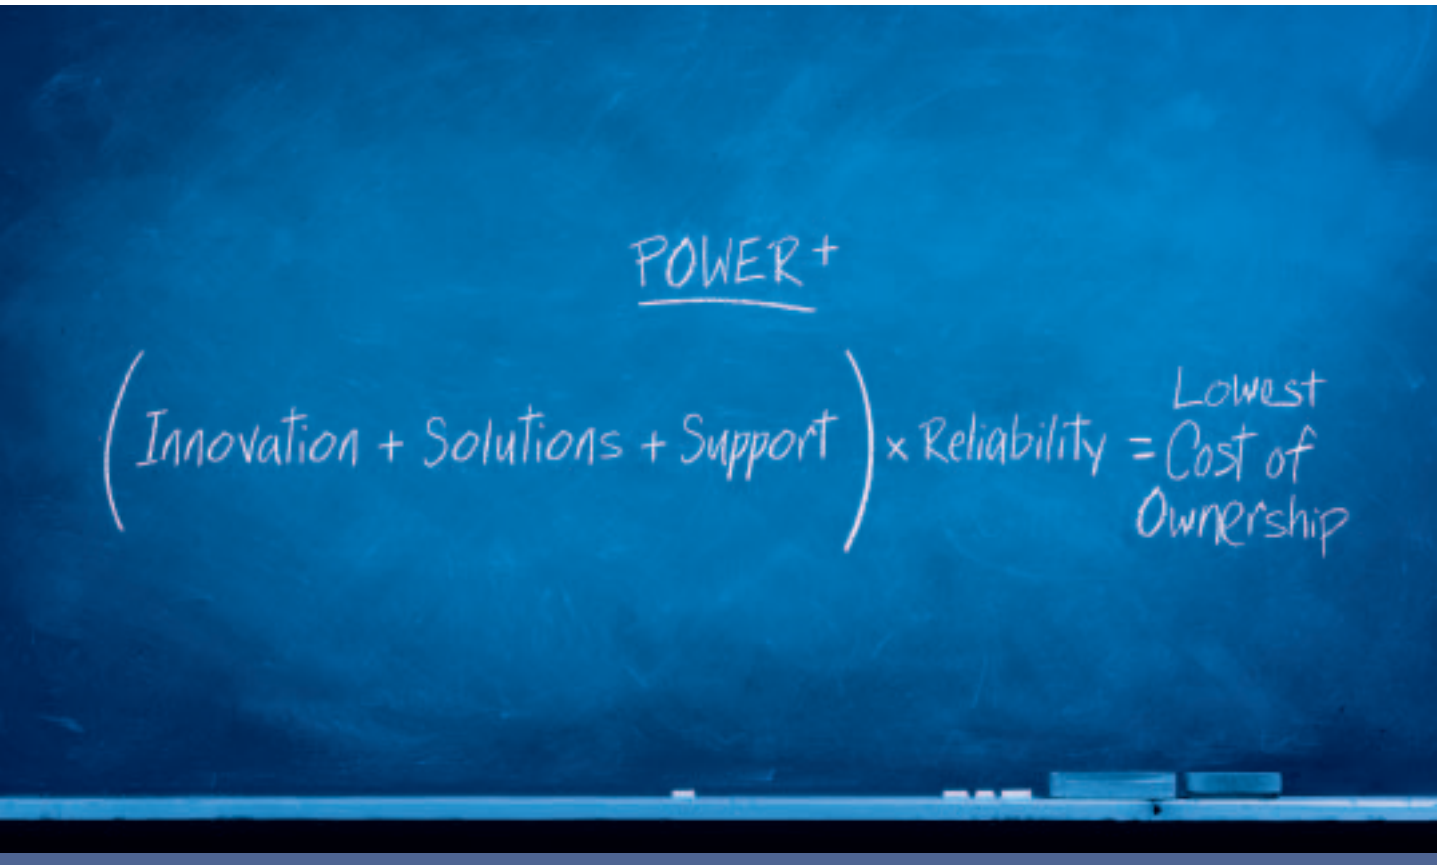 POWER+
(Innovation + Solutions + Support) × Reliability = Lowest Cost of Ownership